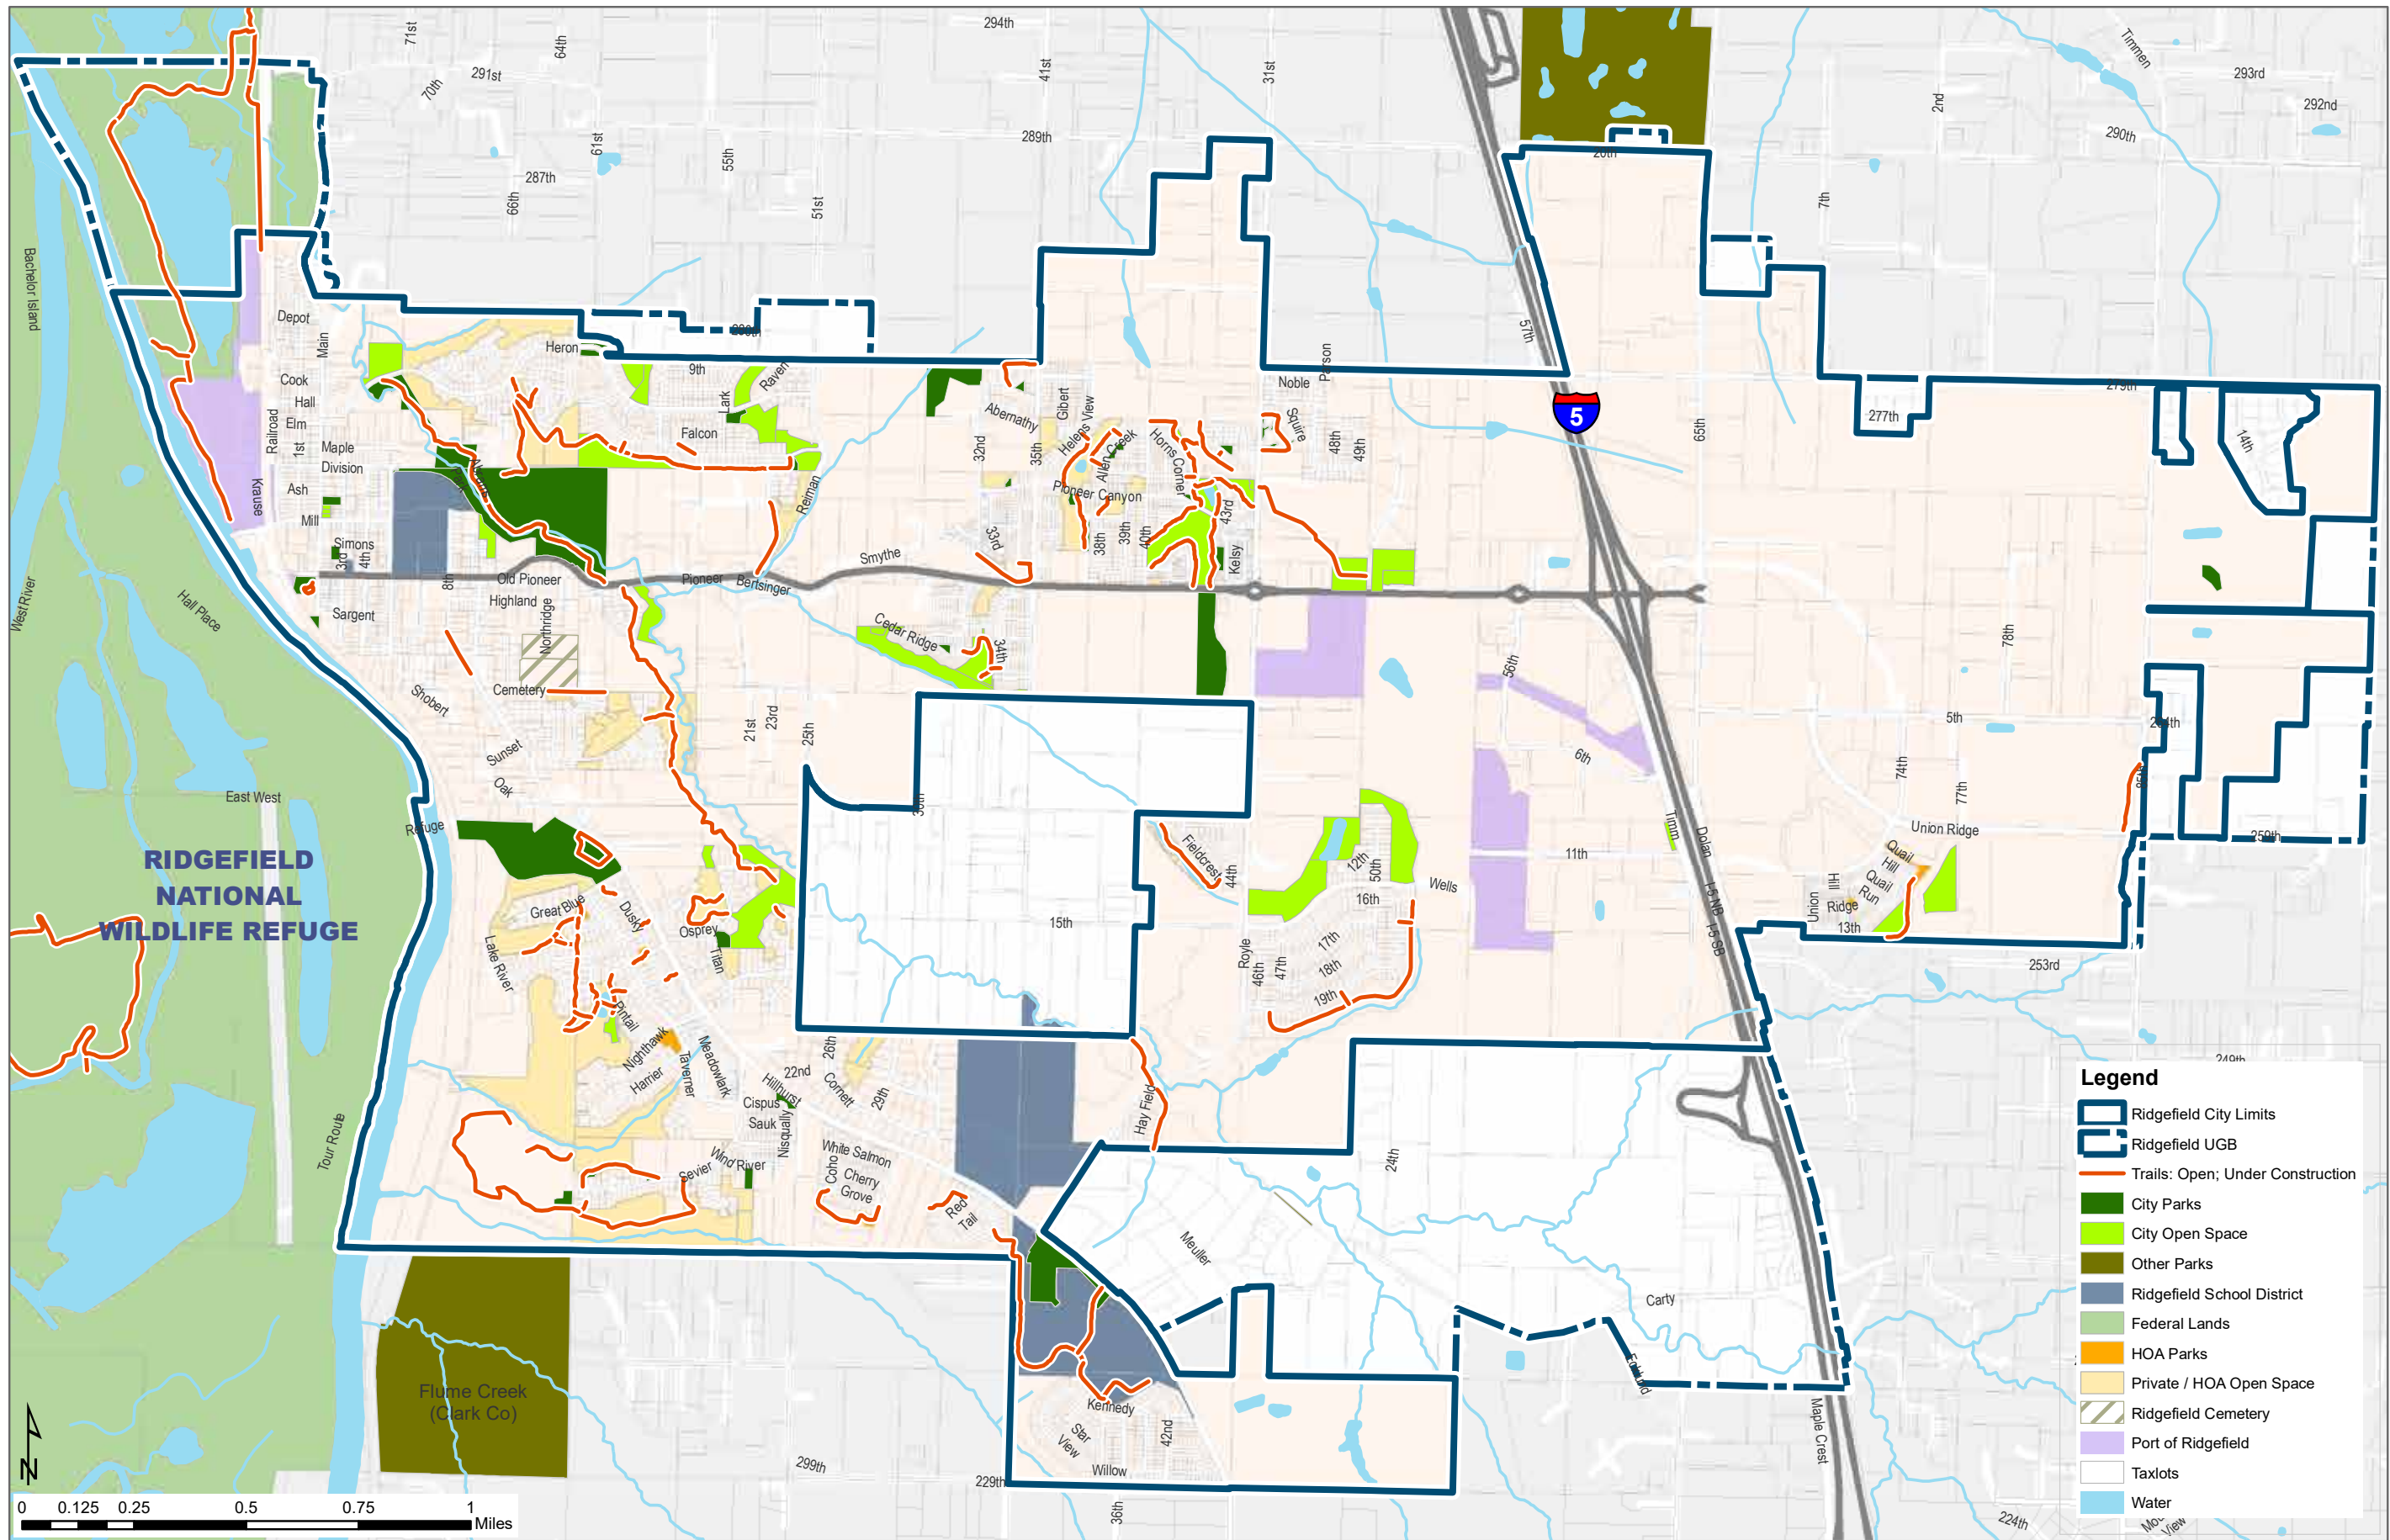 294th
71st
64th
291st
70th
41st
31st
Timmen
293rd
292nd
2nd
290th
289th
20th
61st
55th
287th
66th
51st
7th
Bachelor Island
57th
Depot
Main
Heron
9th
Raven
Lark
Falcon
Cook
Hall
Elm
Railroad
1st
Maple
Division
Ash
Krause
Mill
Simons
3rd
4th
8th
Old Pioneer
Highland
Northridge
Sargent
Cemetery
Shobert
Sunset
Oak
Park
Abrams
Reiman
Pioneer
Bertsinger
Smythe
Cedar Ridge
34th
33rd
32nd
35th
Abernathy
Gibert
Helens View
Allen Creek
Pioneer Canyon
38th
39th
40th
Horns Corner
43rd
Kelsy
Noble
Parson
Squire
48th
49th
5
65th
279th
277th
14th
78th
264th
5th
56th
6th
74th
77th
85th
259th
Union Ridge
Quail
Hill
Quail
Run
Union
Hill
Ridge
13th
253rd
249th
Timm
Dolan
I-5 NB
I-5 SB
11th
Wells
12th
50th
16th
17th
18th
19th
Royle
46th
47th
44th
Fieldcrest
15th
21st
23rd
25th
West River
Hall Place
East West
Refuge
RIDGEFIELD
NATIONAL
WILDLIFE REFUGE
Tour Route
Great Blue
Dusky
Osprey
Titan
Lake River
Pintail
Nighthawk
Harrier
Taverner
Meadowlark
26th
22nd
Cornett
29th
Hillhurst
Cispus
Sauk
Nisqually
Wind River
Sevier
White Salmon
Coho
Cherry
Grove
Red
Tail
Hay Field
24th
Meuller
Carty
Maple Crest
Kennedy
Star
View
42nd
Willow
229th
36th
299th
224th
Flume Creek
(Clark Co)
N
0 0.125 0.25 0.5 0.75 1
Miles
Legend
Ridgefield City Limits
Ridgefield UGB
Trails: Open; Under Construction
City Parks
City Open Space
Other Parks
Ridgefield School District
Federal Lands
HOA Parks
Private / HOA Open Space
Ridgefield Cemetery
Port of Ridgefield
Taxlots
Water
View